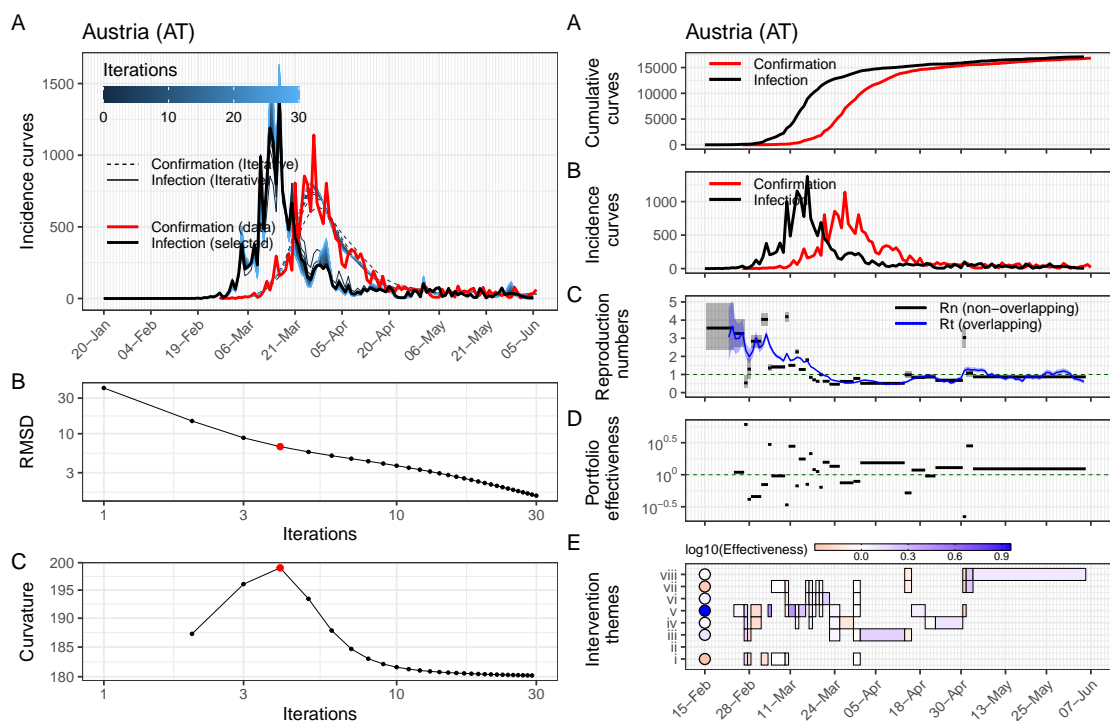 A
Austria (AT)
Incidence curves
1500
1000
500
0
Iterations
0 10 20 30
Confirmation (Iterative)
Infection (Iterative)
Confirmation (data)
Infection (selected)
20−Jan 04−Feb 19−Feb 06−Mar 21−Mar 05−Apr 20−Apr 06−May 21−May 05−Jun
B
RMSD
30
10
3
1 3 10 30
Iterations
C
Curvature
200
195
190
185
180
1 3 10 30
Iterations
A
Austria (AT)
Cumulative
curves
15000
10000
5000
0
Confirmation
Infection
B
Incidence
curves
1000
500
0
Confirmation
Infection
C
Reproduction
numbers
5
4
3
2
1
0
Rn (non−overlapping)
Rt (overlapping)
D
Portfolio
effectiveness
10^0.5
10^0
10^−0.5
E
log10(Effectiveness)
0.0 0.3 0.6 0.9
Intervention
themes
viii
vii
vi
v
iv
iii
ii
i
15−Feb 28−Feb 11−Mar 24−Mar 05−Apr 18−Apr 30−Apr 13−May 25−May 07−Jun